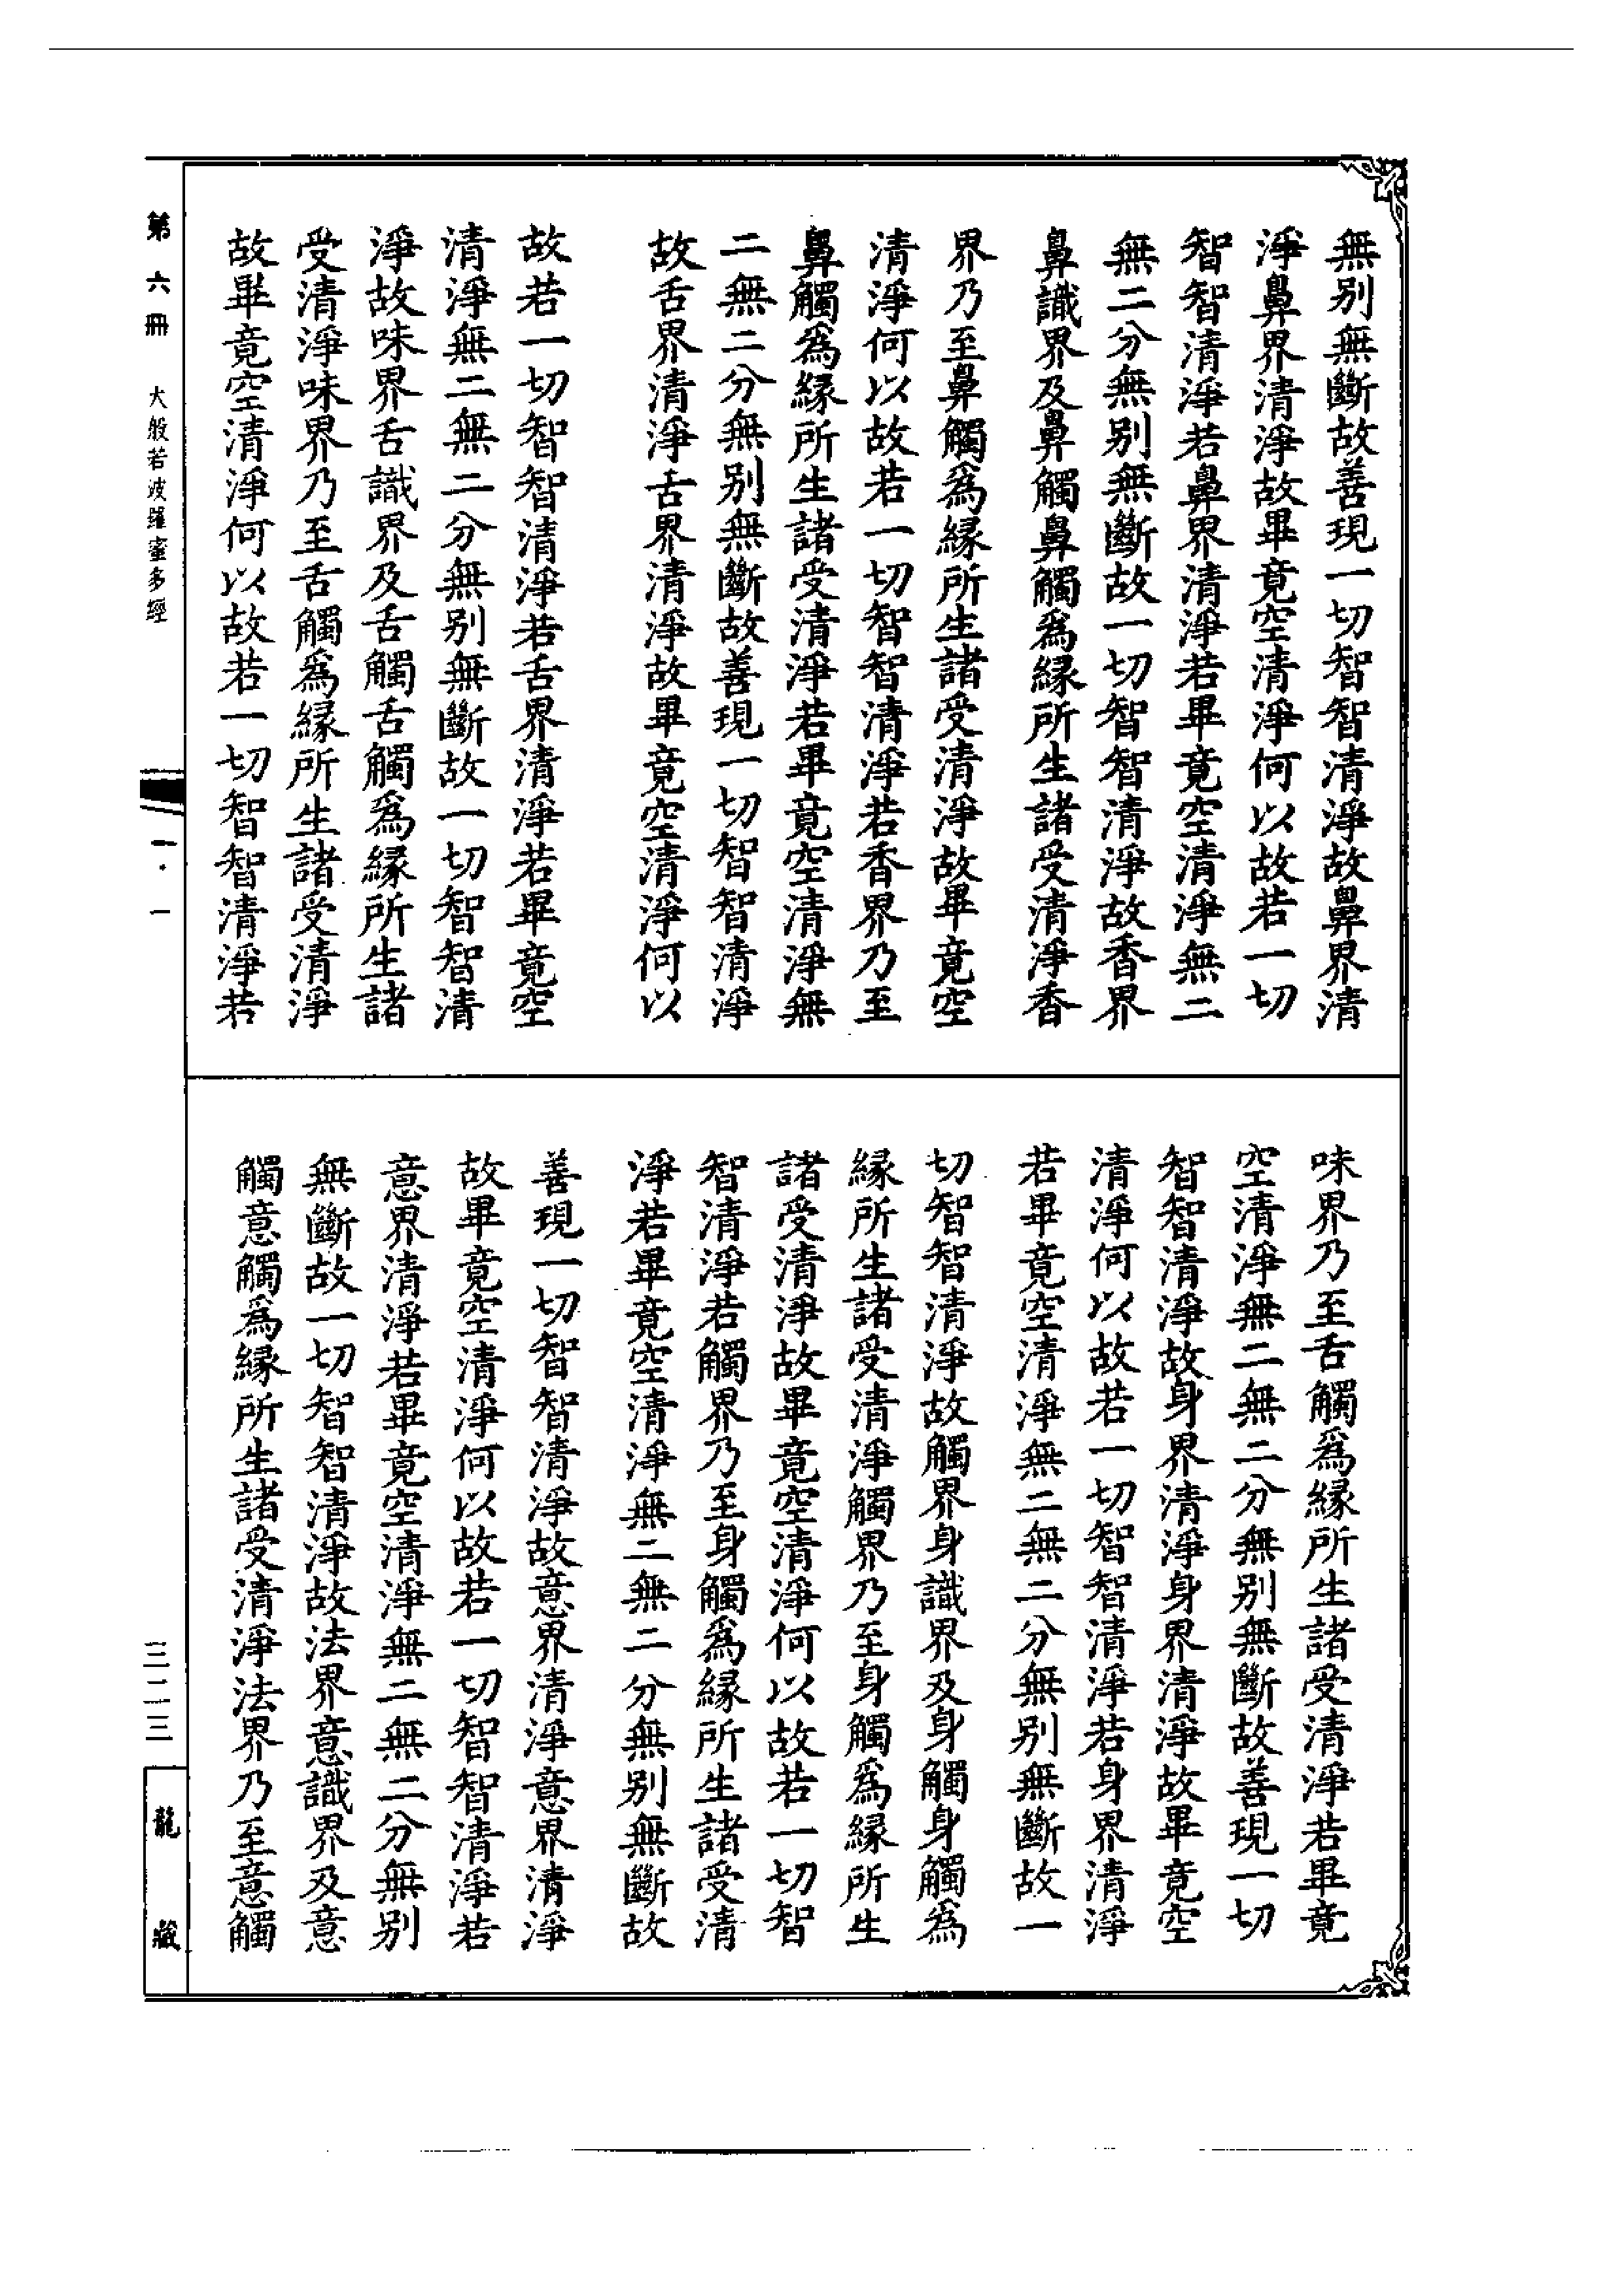 無別無斷故善現一切智智清淨故鼻界清
淨鼻界清淨故畢竟空清淨何以故若一切
智智清淨若鼻界清淨若畢竟空清淨無二
無二分無別無斷故一切智智清淨故香界
鼻識界及鼻觸鼻觸爲緣所生諸受清淨香
界乃至鼻觸爲緣所生諸受清淨故畢竟空
清淨何以故若一切智智清淨若香界乃至
鼻觸爲緣所生諸受清淨若畢竟空清淨無
二無二分無別無斷故善現一切智智清淨
故舌界清淨舌界清淨故畢竟空清淨何以
故若一切智智清淨若舌界清淨若畢竟空
清淨無二無二分無別無斷故一切智智清
淨故味界舌識界及舌觸舌觸爲緣所生諸
受清淨味界乃至舌觸爲緣所生諸受清淨
故畢竟空清淨何以故若一切智智清淨若
味界乃至舌觸爲緣所生諸受清淨若畢竟
空清淨無二無二分無別無斷故善現一切
智智清淨故身界清淨身界清淨故畢竟空
清淨何以故若一切智智清淨若身界清淨
若畢竟空清淨無二無二分無別無斷故一
切智智清淨故觸界身識界及身觸身觸爲
緣所生諸受清淨觸界乃至身觸爲緣所生
諸受清淨故畢竟空清淨何以故若一切智
智清淨若觸界乃至身觸爲緣所生諸受清
淨若畢竟空清淨無二無二分無別無斷故
善現一切智智清淨故意界清淨意界清淨
故畢竟空清淨何以故若一切智智清淨若
意界清淨若畢竟空清淨無二無二分無別
無斷故一切智智清淨故法界意識界及意
觸意觸爲緣所生諸受清淨法界乃至意觸
第六冊 大般若波羅蜜多經 一·一 三二三 龍藏